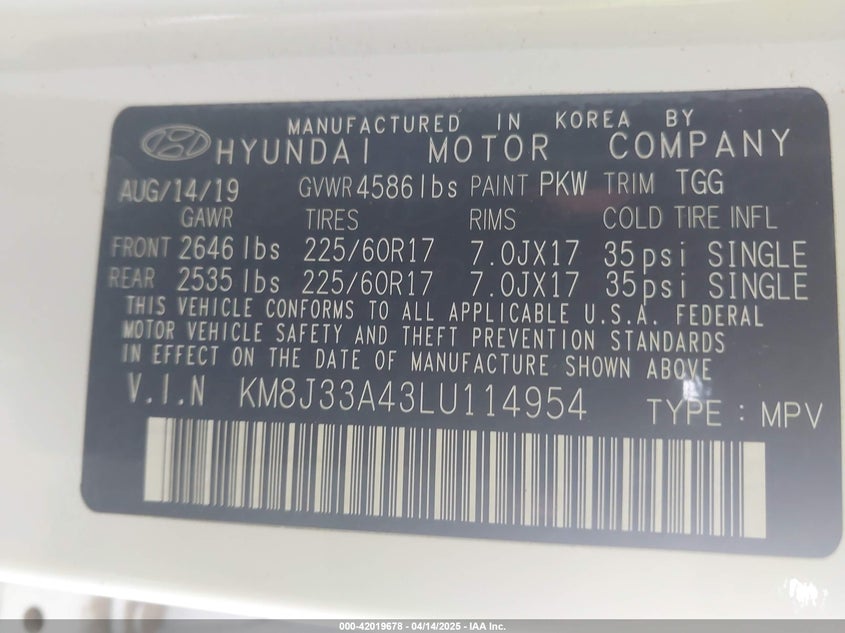 MANUFACTURED IN KOREA BY
HYUNDAI MOTOR COMPANY
AUG/14/19 GVWR 4586lbs PAINT PKW TRIM TGG
GAWR TIRES RIMS COLD TIRE INFL
FRONT 2646 lbs 225/60R17 7.0JX17 35psi SINGLE
REAR 2535 lbs 225/60R17 7.0JX17 35psi SINGLE
THIS VEHICLE CONFORMS TO ALL APPLICABLE U.S.A. FEDERAL
MOTOR VEHICLE SAFETY AND THEFT PREVENTION STANDARDS
IN EFFECT ON THE DATE OF MANUFACTURE SHOWN ABOVE
V.I.N KM8J33A43LU114954 TYPE : MPV
000-42019678 - 04/14/2025 - IAA Inc.